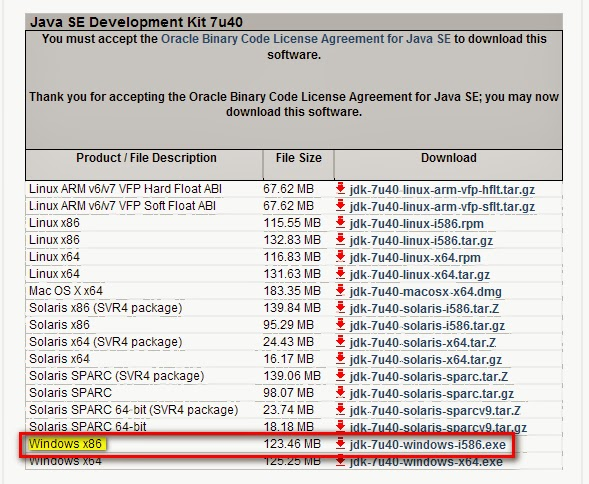 Java SE Development Kit 7u40
You must accept the Oracle Binary Code License Agreement for Java SE to download this
software.
Thank you for accepting the Oracle Binary Code License Agreement for Java SE; you may now
download this software.
Product / File Description File Size Download
Linux ARM v6/v7 VFP Hard Float ABI 67.62 MB jdk-7u40-linux-arm-vfp-hflt.tar.gz
Linux ARM v6/v7 VFP Soft Float ABI 67.62 MB jdk-7u40-linux-arm-vfp-sflt.tar.gz
Linux x86 115.55 MB jdk-7u40-linux-i586.rpm
Linux x86 132.83 MB jdk-7u40-linux-i586.tar.gz
Linux x64 116.83 MB jdk-7u40-linux-x64.rpm
Linux x64 131.63 MB jdk-7u40-linux-x64.tar.gz
Mac OS X x64 183.35 MB jdk-7u40-macosx-x64.dmg
Solaris x86 (SVR4 package) 139.84 MB jdk-7u40-solaris-i586.tar.Z
Solaris x86 95.29 MB jdk-7u40-solaris-i586.tar.gz
Solaris x64 (SVR4 package) 24.43 MB jdk-7u40-solaris-x64.tar.Z
Solaris x64 16.17 MB jdk-7u40-solaris-x64.tar.gz
Solaris SPARC (SVR4 package) 139.06 MB jdk-7u40-solaris-sparc.tar.Z
Solaris SPARC 98.07 MB jdk-7u40-solaris-sparc.tar.gz
Solaris SPARC 64-bit (SVR4 package) 23.74 MB jdk-7u40-solaris-sparcv9.tar.Z
Solaris SPARC 64-bit 18.18 MB jdk-7u40-solaris-sparcv9.tar.gz
Windows x86 123.46 MB jdk-7u40-windows-i586.exe
Windows x64 125.25 MB jdk-7u40-windows-x64.exe